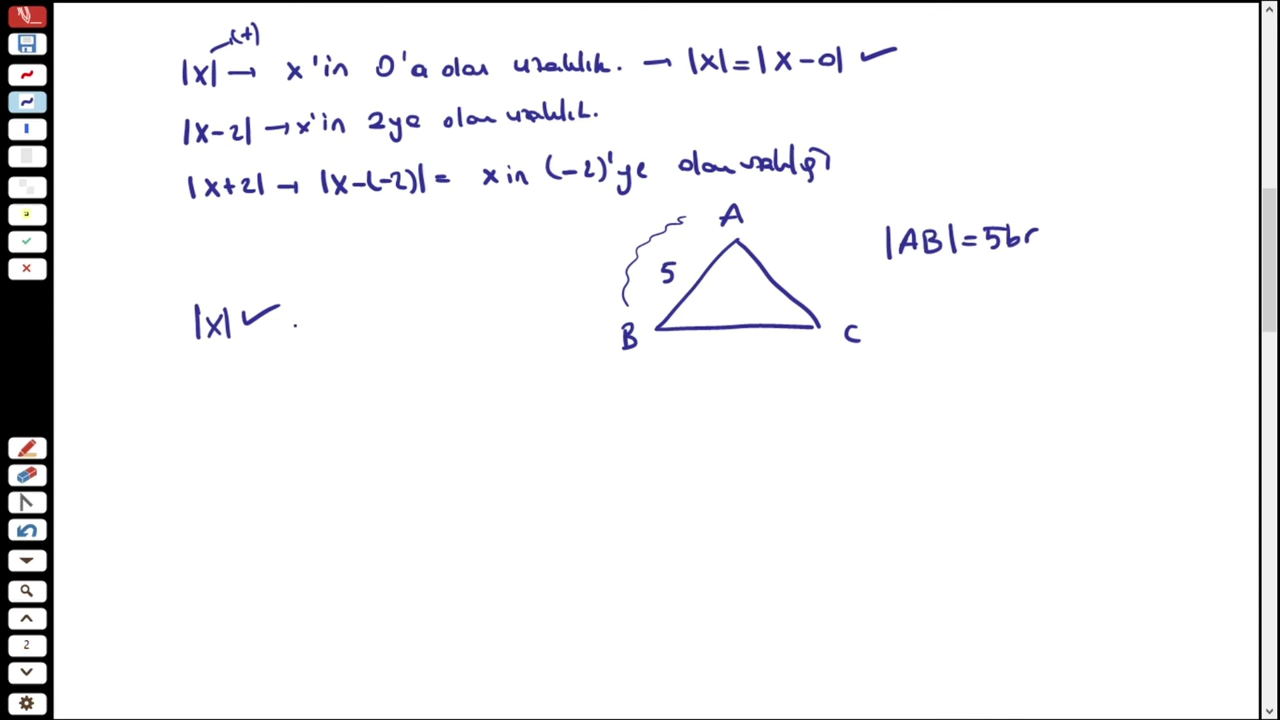 (+)
|x| → x'in 0'a olan uzaklık. → |x| = |x-0| ✓
|x-2| → x'in 2ye olan uzaklık.
|x+2| → |x-(-2)| = x in (-2)'ye olan uzaklığı
A
|AB| = 5br
5
|x| ✓ .
B
C
2